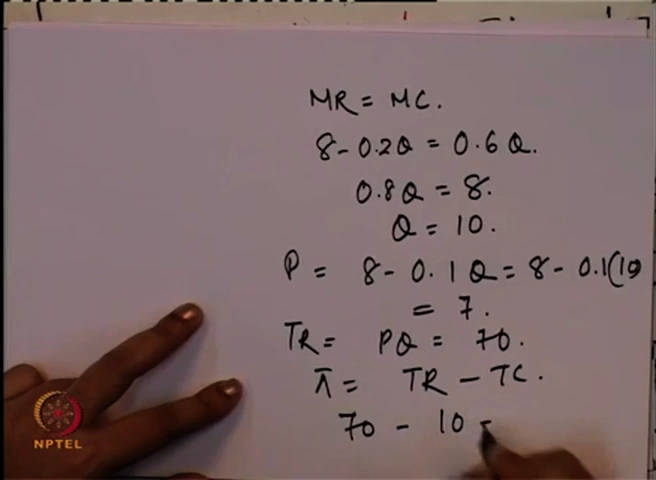 MR = MC.
8 - 0.2Q = 0.6Q.
0.8Q = 8.
Q = 10.
P = 8 - 0.1Q = 8 - 0.1(10
= 7.
TR = PQ = 70.
π = TR - TC.
70 - 10 =
NPTEL